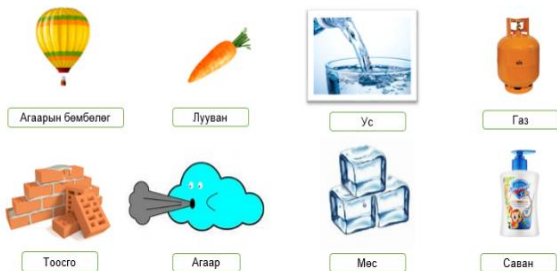 Агаарын бөмбөлөг
Лууван
Ус
Газ
Тоосго
Агаар
Мөс
Саван